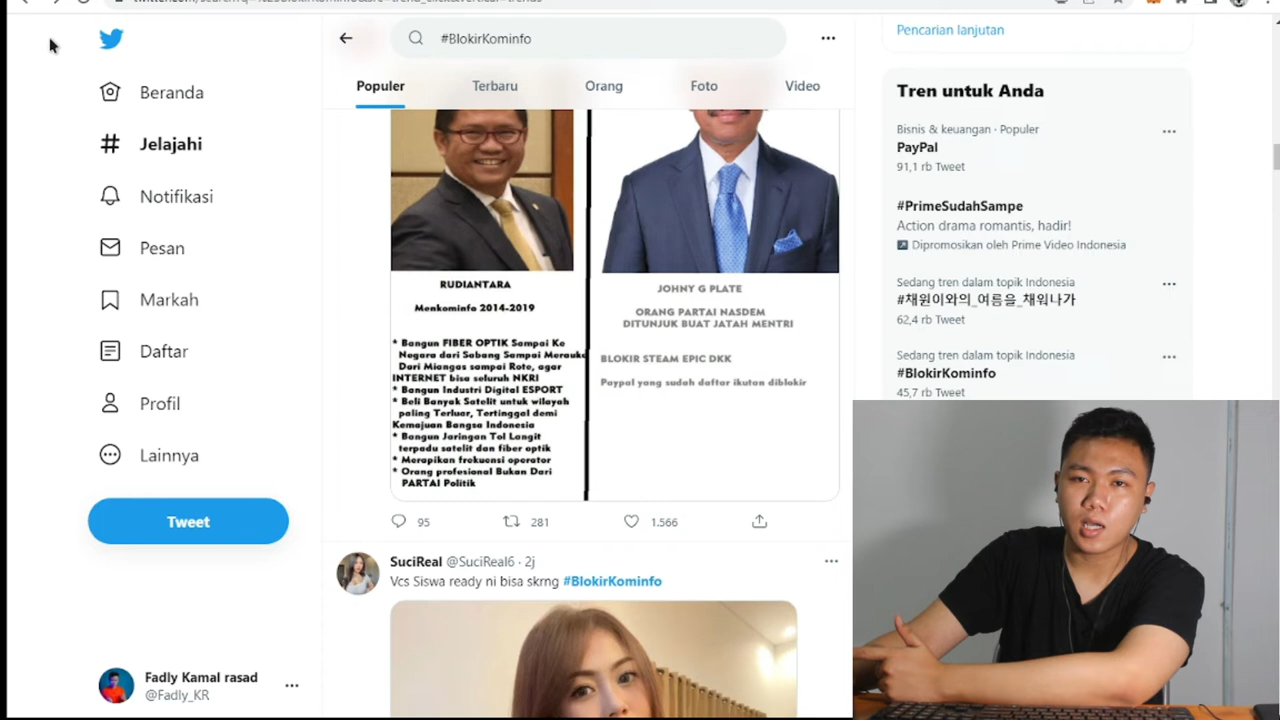 #BlokirKominfo
Populer
Terbaru
Orang
Foto
Video
Beranda
Jelajahi
Notifikasi
Pesan
Markah
Daftar
Profil
Lainnya
Tweet
Fadly Kamal rasad
@Fadly_KR
RUDIANTARA
Menkominfo 2014-2019
* Bangun FIBER OPTIK Sampai Ke
Negara dari Sabang Sampai Merauke
Dari Miangas sampai Rote, agar
INTERNET bisa seluruh NKRI
* Bangun Industri Digital ESPORT
* Beli Banyak Satelit untuk wilayah
paling Terluar, Tertinggal demi
Kemajuan Bangsa Indonesia
* Bangun Jaringan Tol Langit
terpadu satelit dan fiber optik
* Merapikan frekuensi operator
* Orang profesional Bukan Dari
PARTAI Politik
JOHNY G PLATE
ORANG PARTAI NASDEM
DITUNJUK BUAT JATAH MENTRI
BLOKIR STEAM EPIC DKK
Paypal yang sudah daftar ikutan diblokir
95
281
1.566
SuciReal @SuciReal6 · 2j
Vcs Siswa ready ni bisa skrng #BlokirKominfo
Pencarian lanjutan
Tren untuk Anda
Bisnis & keuangan · Populer
PayPal
91,1 rb Tweet
#PrimeSudahSampe
Action drama romantis, hadir!
Dipromosikan oleh Prime Video Indonesia
Sedang tren dalam topik Indonesia
#채원이와의_여름을_채워나가
62,4 rb Tweet
Sedang tren dalam topik Indonesia
#BlokirKominfo
45,7 rb Tweet